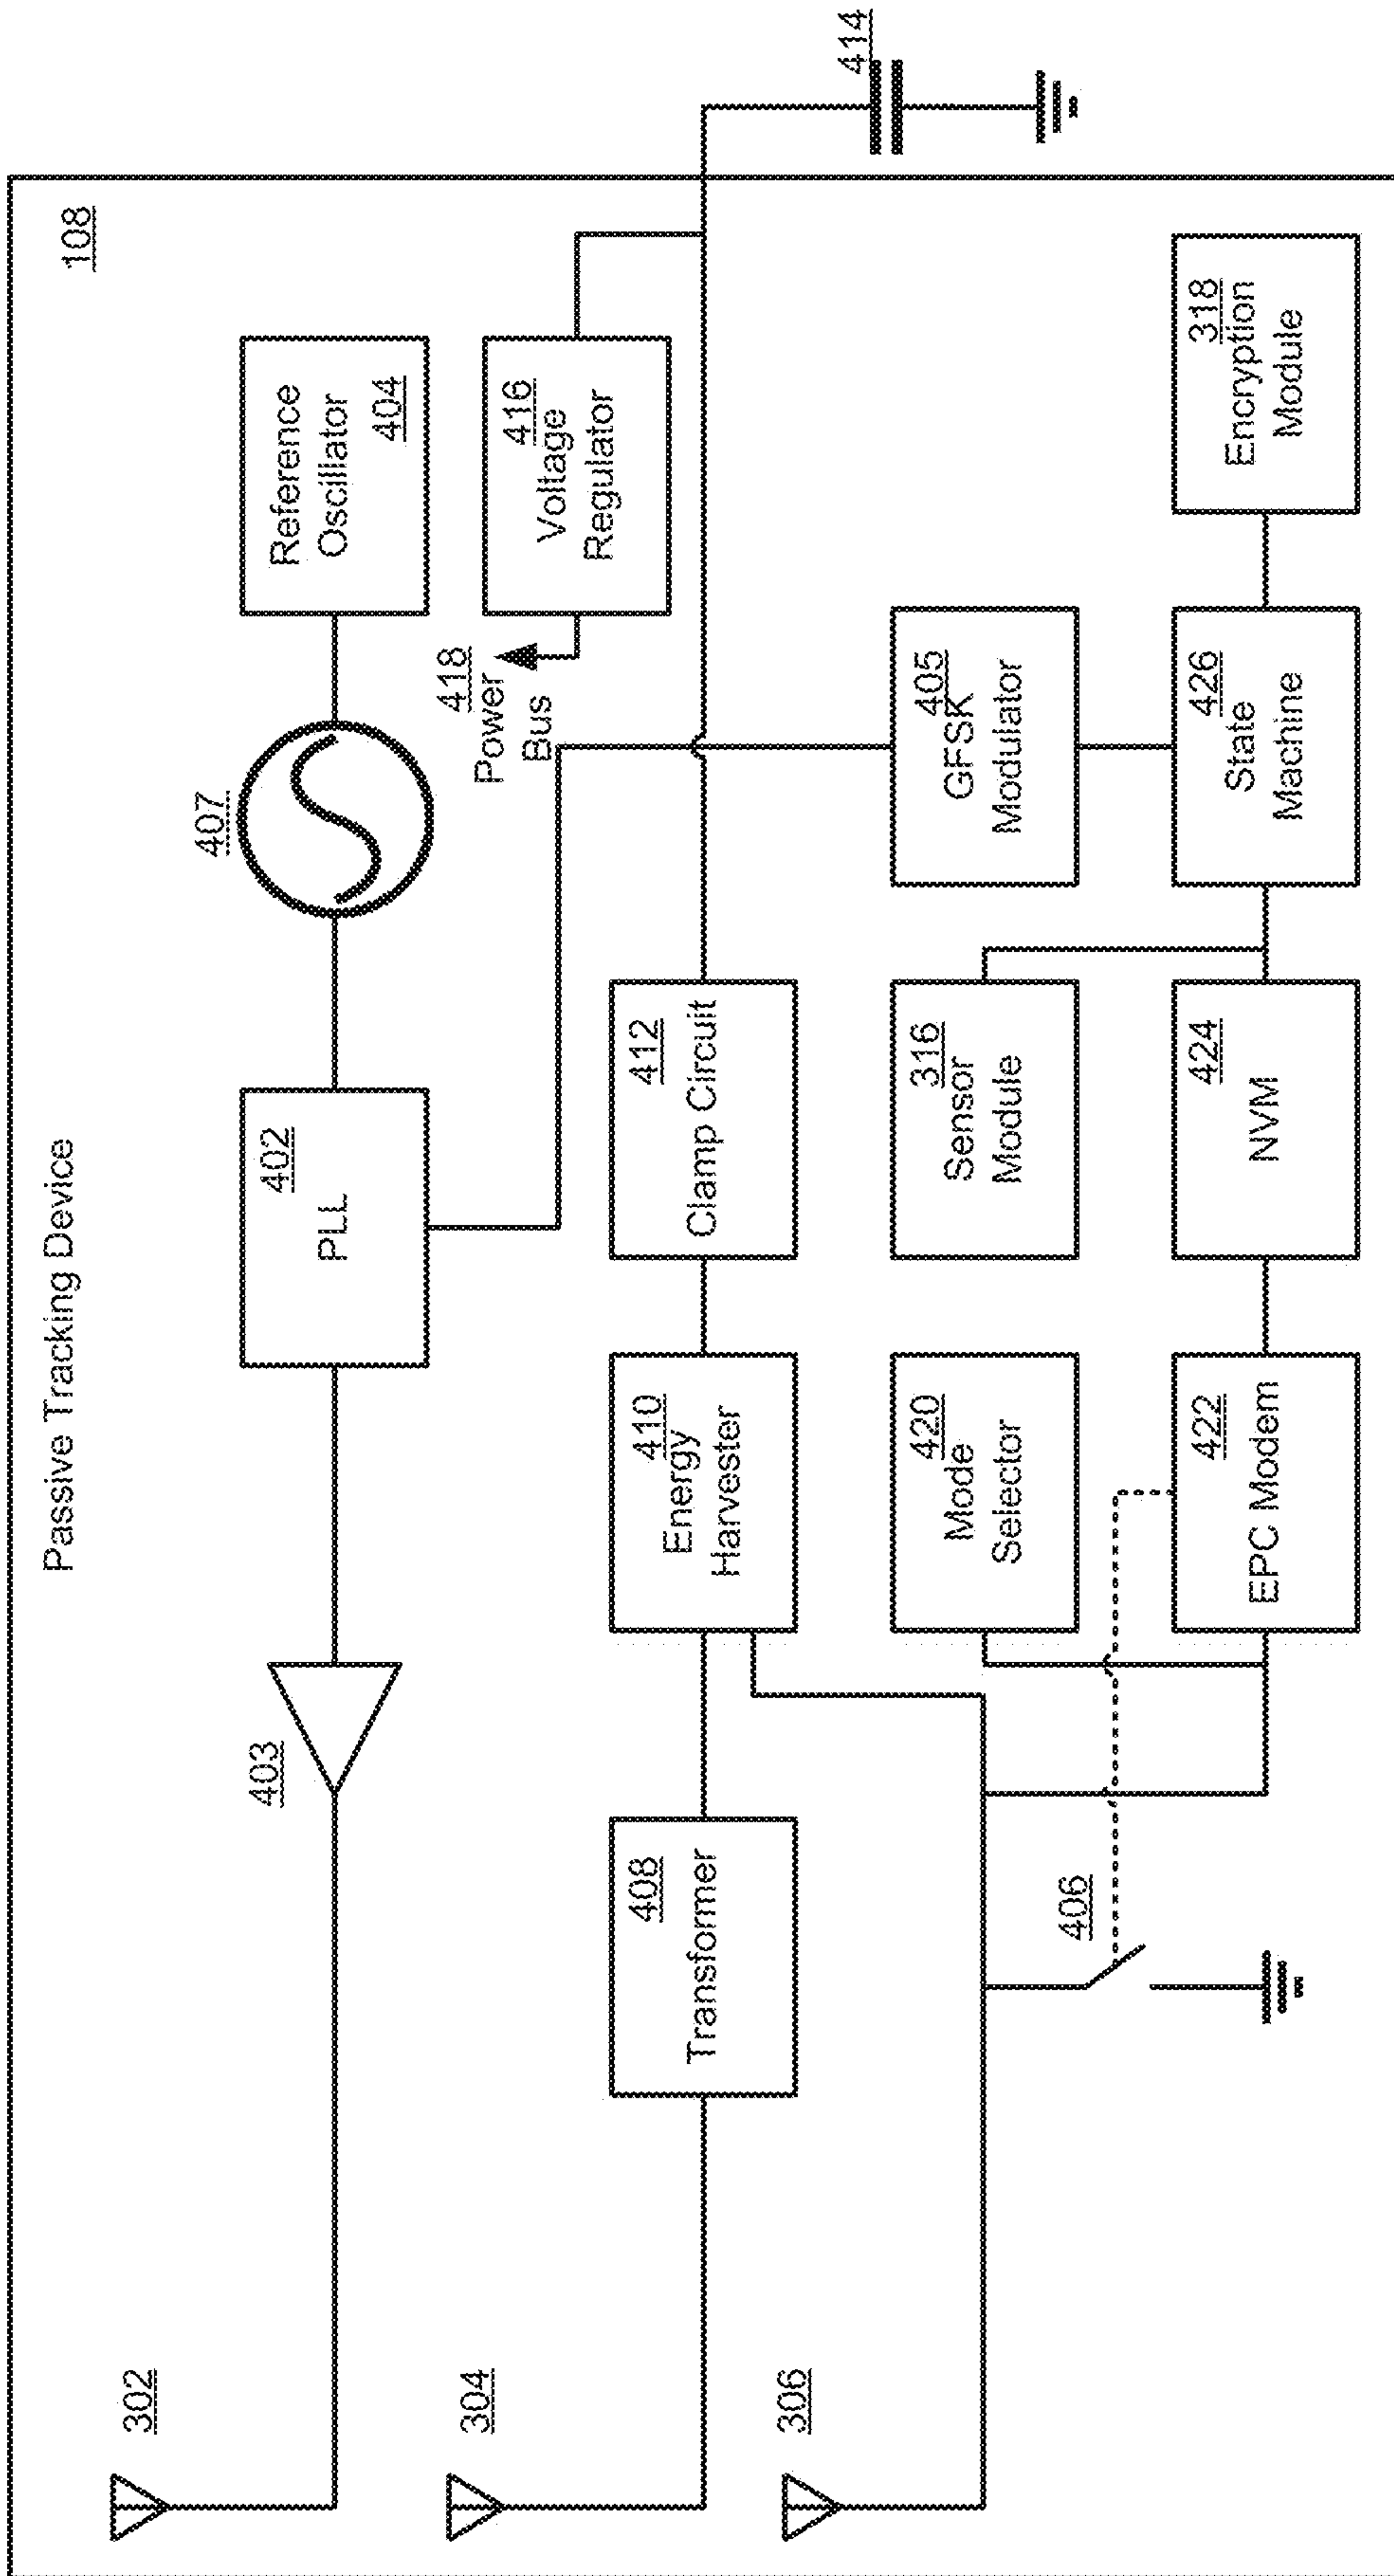 Passive Tracking Device
108
302
403
402
PLL
407
Reference
Oscillator
404
304
408
Transformer
410
Energy
Harvester
412
Clamp Circuit
418
Power
Bus
416
Voltage
Regulator
414
306
406
420
Mode
Selector
316
Sensor
Module
405
GFSK
Modulator
422
EPC Modem
424
NVM
426
State
Machine
318
Encryption
Module